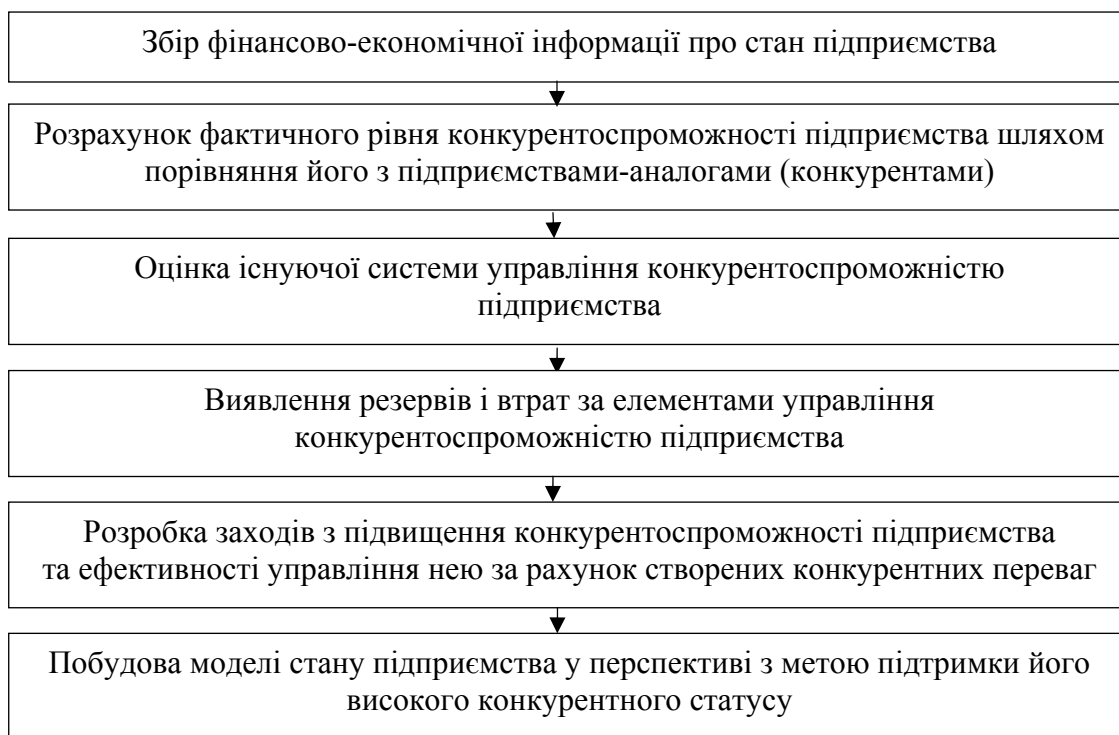 Збір фінансово-економічної інформації про стан підприємства
Розрахунок фактичного рівня конкурентоспроможності підприємства шляхом
порівняння його з підприємствами-аналогами (конкурентами)
Оцінка існуючої системи управління конкурентоспроможністю
підприємства
Виявлення резервів і втрат за елементами управління
конкурентоспроможністю підприємства
Розробка заходів з підвищення конкурентоспроможності підприємства
та ефективності управління нею за рахунок створених конкурентних переваг
Побудова моделі стану підприємства у перспективі з метою підтримки його
високого конкурентного статусу